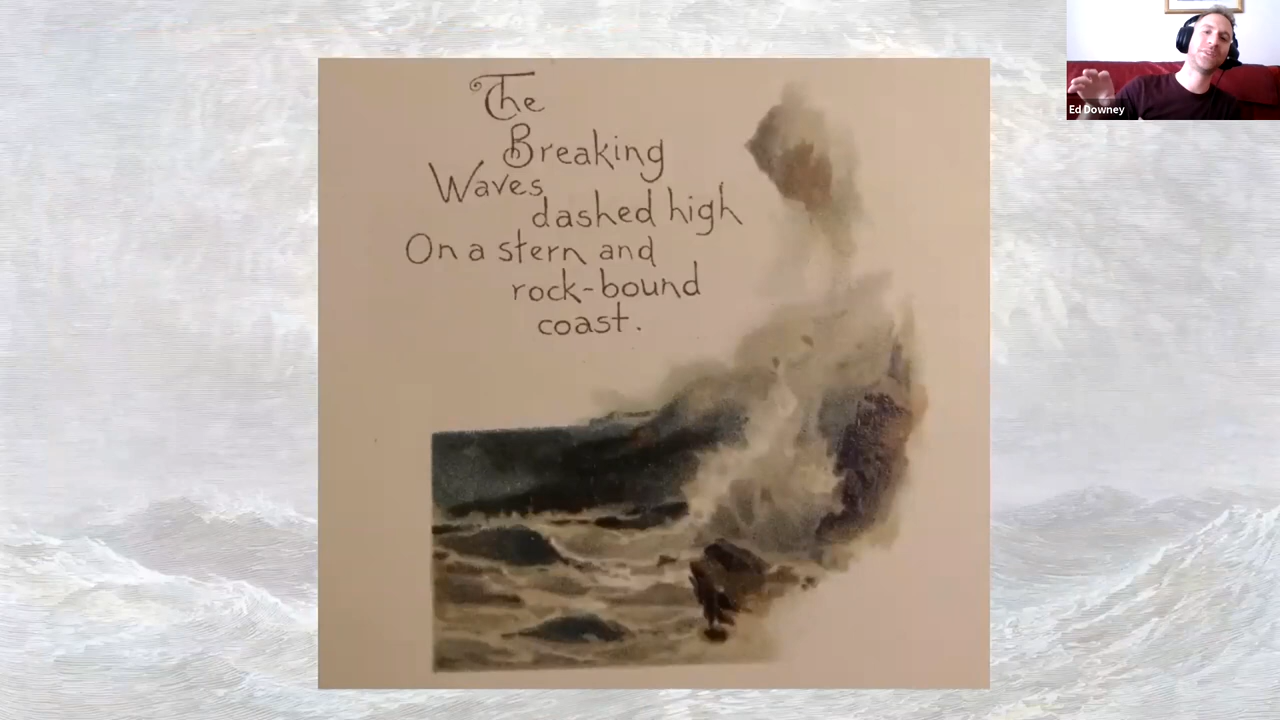 The
Breaking
Waves
dashed high
On a stern and
rock-bound
coast.
Ed Downey